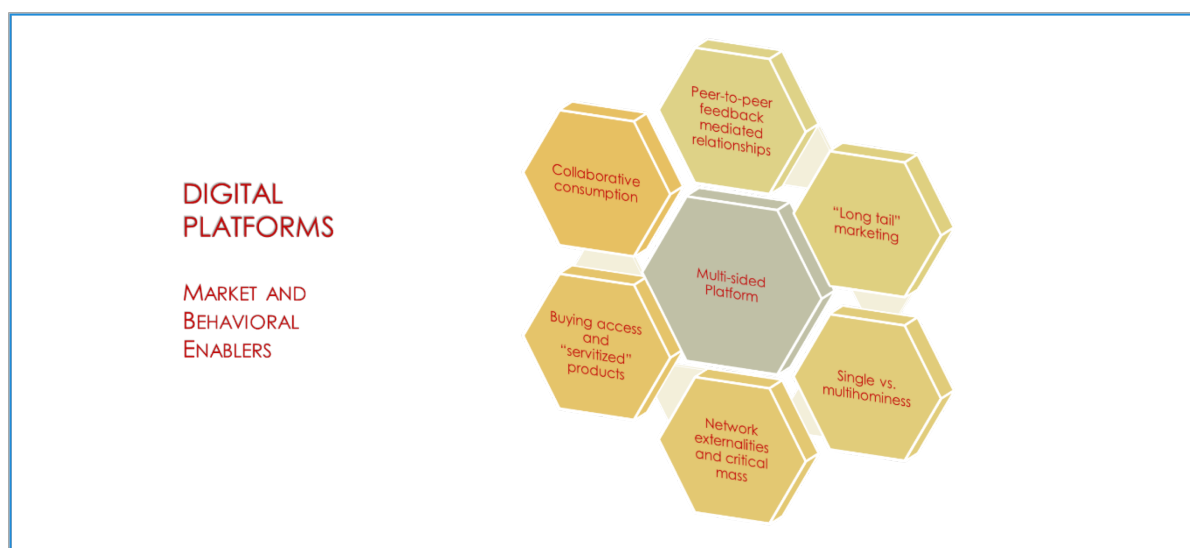 DIGITAL
PLATFORMS
MARKET AND
BEHAVIORAL
ENABLERS
Peer-to-peer
feedback
mediated
relationships
Collaborative
consumption
“Long tail”
marketing
Multi-sided
Platform
Buying access
and
“servitized”
products
Single vs.
multihominess
Network
externalities
and critical
mass